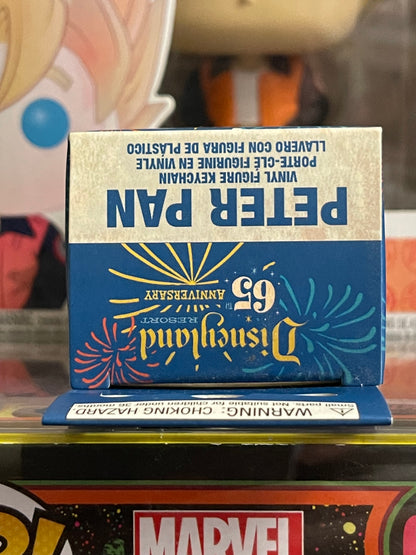 Disneyland
RESORT
65
TM
ANNIVERSARY
PETER PAN
VINYL FIGURE KEYCHAIN
PORTE-CLÉ FIGURINE EN VINYLE
LLAVERO CON FIGURA DE PLÁSTICO
WARNING: CHOKING HAZARD.
Small parts. Not suitable for children under 36 months
MARVEL